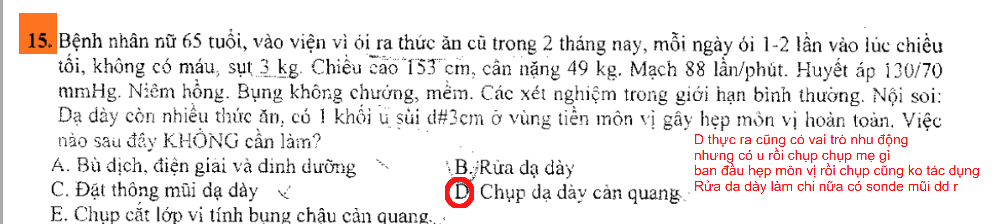 15. Bệnh nhân nữ 65 tuổi, vào viện vì ói ra thức ăn cũ trong 2 tháng nay, mỗi ngày ói 1-2 lần vào lúc chiều
tối, không có máu, sụt 3 kg. Chiều cao 153 cm, cân nặng 49 kg. Mạch 88 lần/phút. Huyết áp 130/70
mmHg. Niêm hồng. Bụng không chướng, mềm. Các xét nghiệm trong giới hạn bình thường. Nội soi:
Dạ dày còn nhiều thức ăn, có 1 khối u sùi d#3cm ở vùng tiền môn vị gây hẹp môn vị hoàn toàn. Việc
nào sau đây KHÔNG cần làm?
D thực ra cũng có vai trò nhu động
nhưng có u rồi chụp chụp mẹ gì
ban đầu hẹp môn vị rồi chụp cũng ko tác dụng
Rửa da dày làm chi nữa có sonde mũi dd r
A. Bù dịch, điện giải và dinh dưỡng
B. Rửa dạ dày
C. Đặt thông mũi dạ dày
D Chụp dạ dày cản quang
E. Chụp cắt lớp vi tính bụng chậu cản quang.